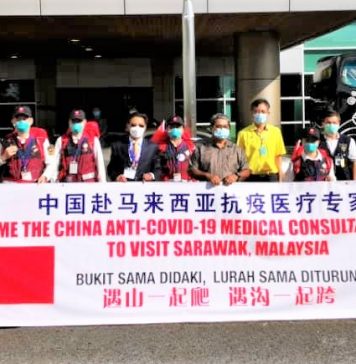 中国赴马来西亚抗疫医疗专家
ME THE CHINA ANTI-COVID-19 MEDICAL CONSULTA
TO VISIT SARAWAK, MALAYSIA
BUKIT SAMA DIDAKI, LURAH SAMA DITURUN
遇山一起爬 遇沟一起跨